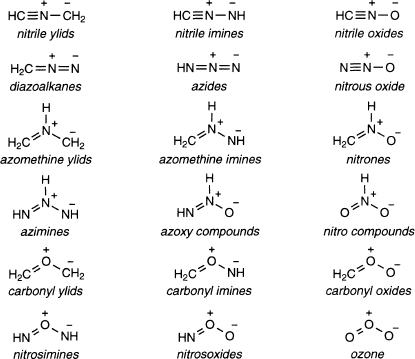 HC≡N⁺−CH₂⁻ HC≡N⁺−NH⁻ HC≡N⁺−O⁻
nitrile ylids nitrile imines nitrile oxides
H₂C=N⁺=N⁻ HN=N⁺=N⁻ N≡N⁺−O⁻
diazoalkanes azides nitrous oxide
H H H
H₂C=N⁺−CH₂⁻ H₂C=N⁺−NH⁻ H₂C=N⁺−O⁻
azomethine ylids azomethine imines nitrones
H H H
HN=N⁺−NH⁻ HN=N⁺−O⁻ O=N⁺−O⁻
azimines azoxy compounds nitro compounds
H₂C=O⁺−CH₂⁻ H₂C=O⁺−NH⁻ H₂C=O⁺−O⁻
carbonyl ylids carbonyl imines carbonyl oxides
HN=O⁺−NH⁻ HN=O⁺−O⁻ O=O⁺−O⁻
nitrosimines nitrosoxides ozone